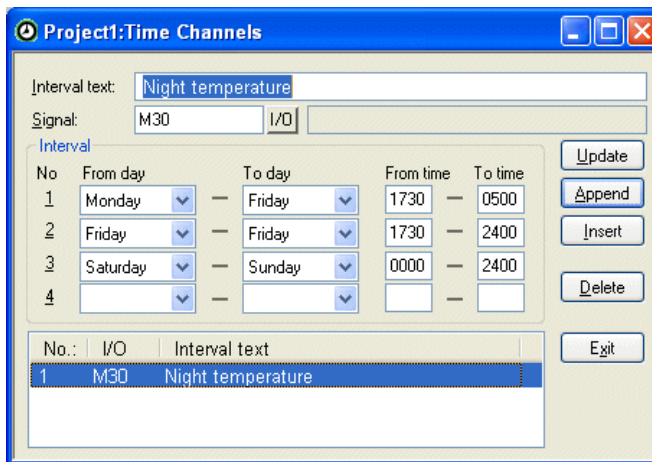 Project1:Time Channels
Interval text: Night temperature
Signal: M30 I/O
Interval
No From day To day From time To time
1 Monday — Friday 1730 — 0500
2 Friday — Friday 1730 — 2400
3 Saturday — Sunday 0000 — 2400
4 — —
Update
Append
Insert
Delete
Exit
No.: I/O Interval text
1 M30 Night temperature